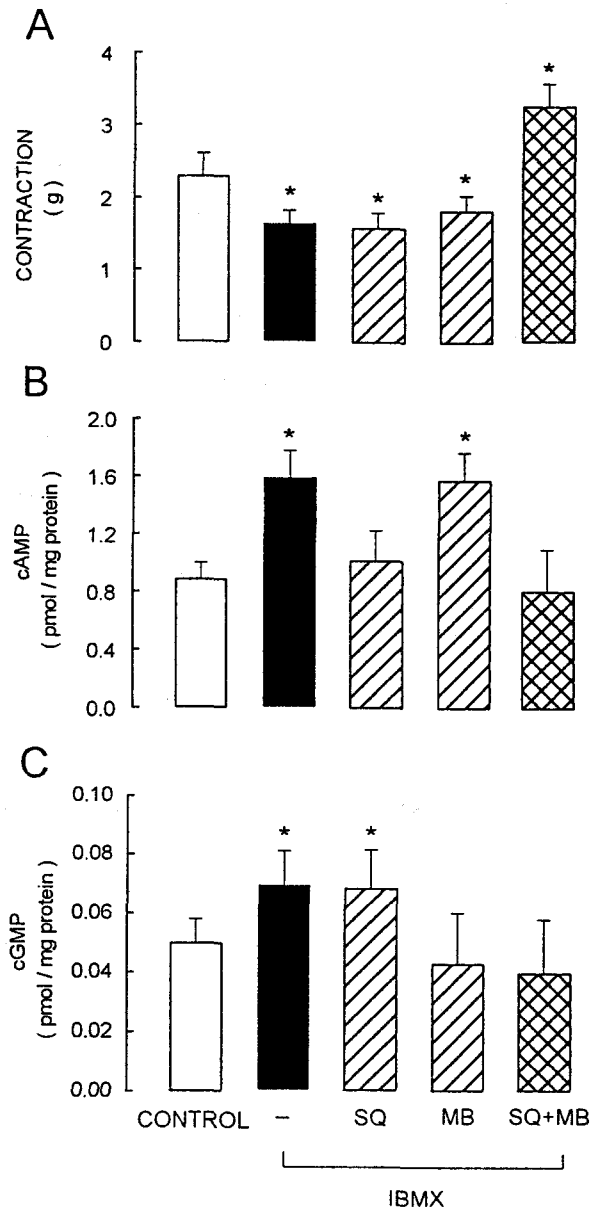 A
CONTRACTION
( g )
4
3
2
1
0
* * * *
B
cAMP
( pmol / mg protein )
2.0
1.6
1.2
0.8
0.4
0.0
* *
C
cGMP
( pmol / mg protein )
0.10
0.08
0.06
0.04
0.02
0.00
* *
CONTROL – SQ MB SQ+MB
IBMX